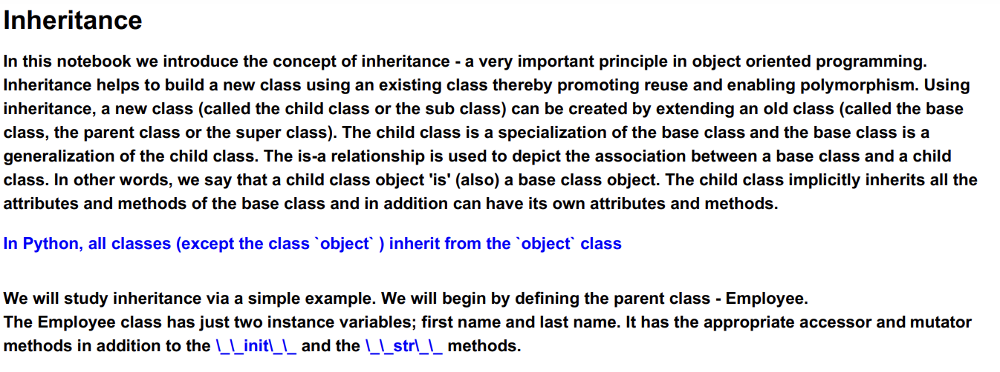 Inheritance
In this notebook we introduce the concept of inheritance - a very important principle in object oriented programming.
Inheritance helps to build a new class using an existing class thereby promoting reuse and enabling polymorphism. Using
inheritance, a new class (called the child class or the sub class) can be created by extending an old class (called the base
class, the parent class or the super class). The child class is a specialization of the base class and the base class is a
generalization of the child class. The is-a relationship is used to depict the association between a base class and a child
class. In other words, we say that a child class object 'is' (also) a base class object. The child class implicitly inherits all the
attributes and methods of the base class and in addition can have its own attributes and methods.
In Python, all classes (except the class `object` ) inherit from the `object` class
We will study inheritance via a simple example. We will begin by defining the parent class - Employee.
The Employee class has just two instance variables; first name and last name. It has the appropriate accessor and mutator
methods in addition to the \_\_init\_\_ and the \_\_str\_\_ methods.